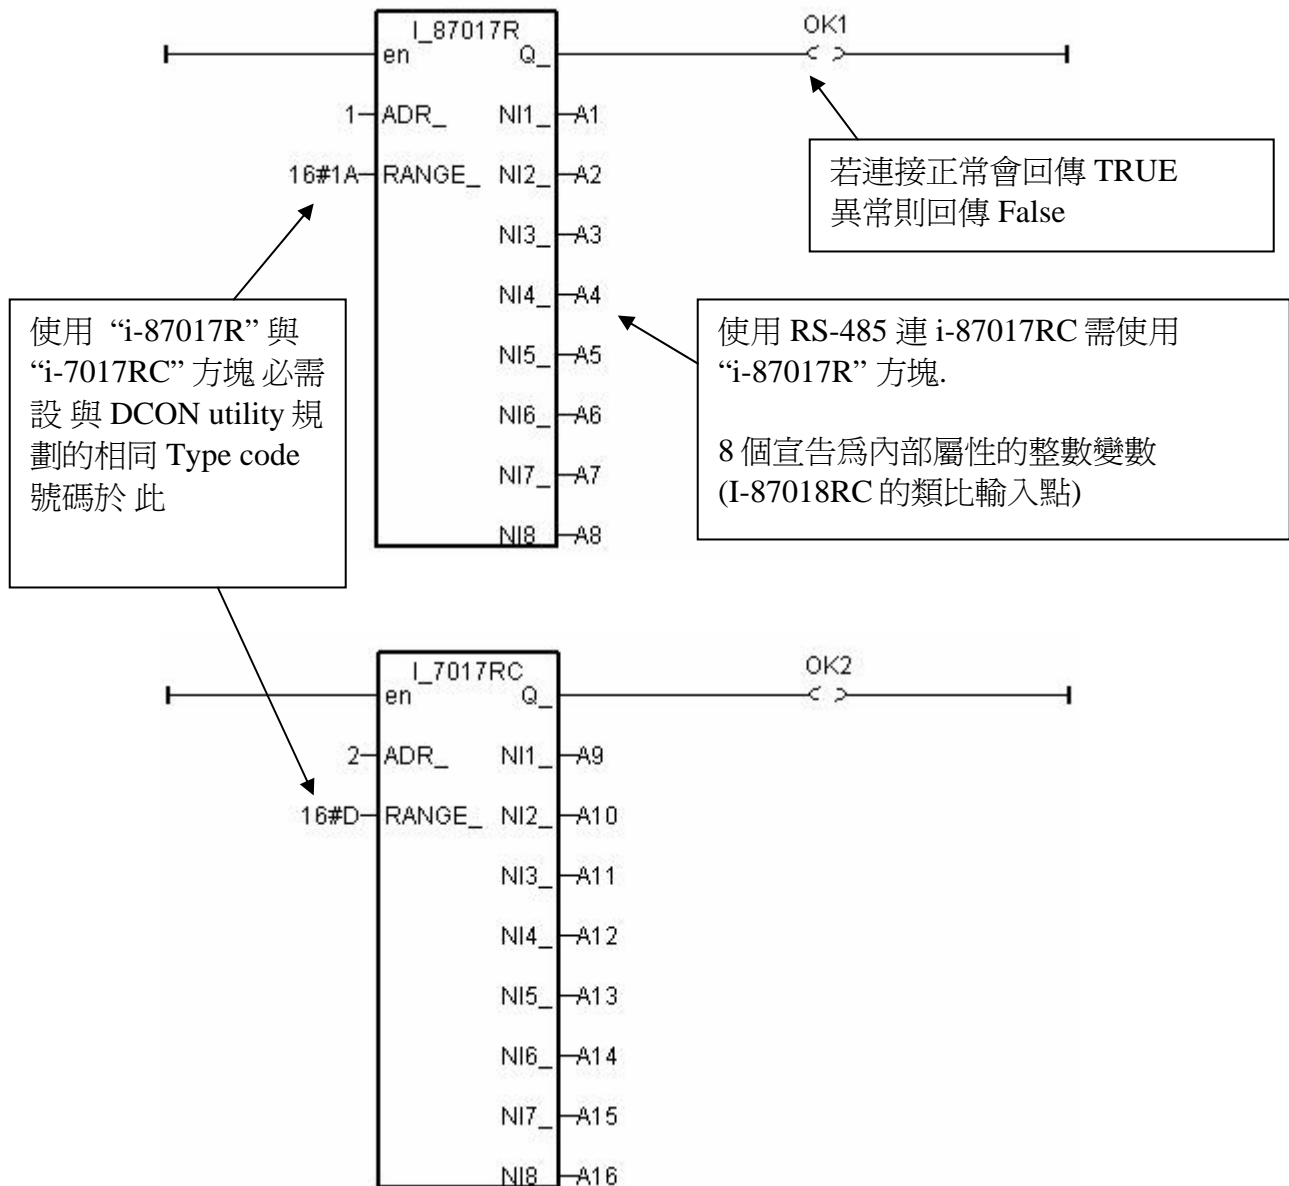 I_87017R
en Q_
OK1
1 ADR_ NI1_ A1
16#1A RANGE_ NI2_ A2
NI3_ A3
NI4_ A4
NI5_ A5
NI6_ A6
NI7_ A7
NI8 A8
若連接正常會回傳 TRUE
異常則回傳 False
使用 “i-87017R” 與
“i-7017RC” 方塊 必需
設 與 DCON utility 規
劃的相同 Type code
號碼於 此
使用 RS-485 連 i-87017RC 需使用
“i-87017R” 方塊.
8 個宣告為內部屬性的整數變數
(I-87018RC 的類比輸入點)
I_7017RC
en Q_
OK2
2 ADR_ NI1_ A9
16#D RANGE_ NI2_ A10
NI3_ A11
NI4_ A12
NI5_ A13
NI6_ A14
NI7_ A15
NI8 A16